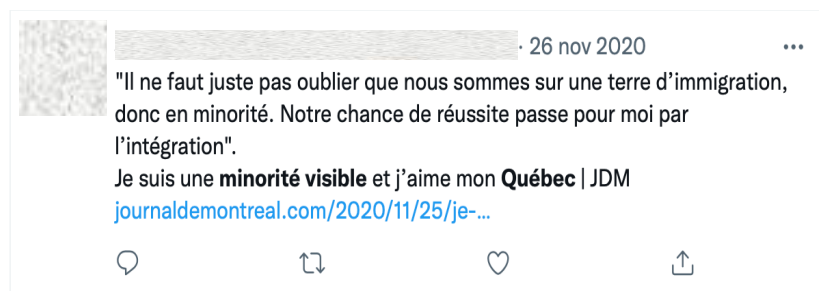 · 26 nov 2020
"Il ne faut juste pas oublier que nous sommes sur une terre d’immigration,
donc en minorité. Notre chance de réussite passe pour moi par
l’intégration".
Je suis une minorité visible et j’aime mon Québec | JDM
journaldemontreal.com/2020/11/25/je-...